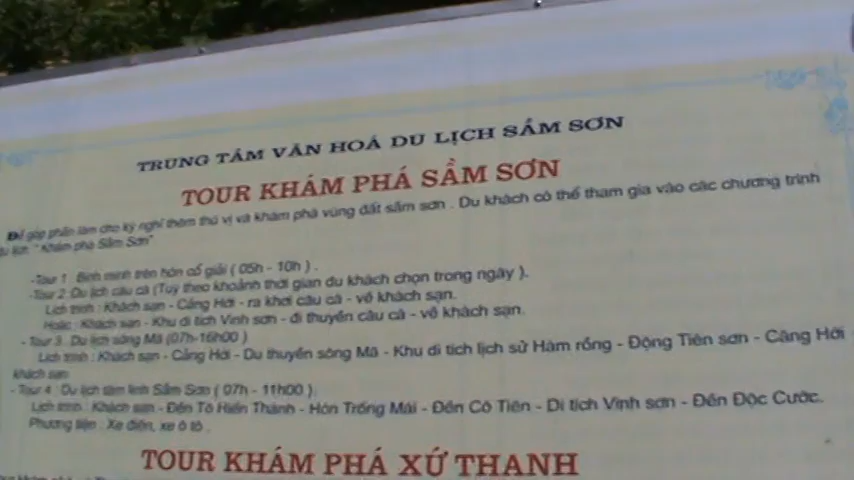 TRUNG TÂM VĂN HOÁ DU LỊCH SẦM SƠN
TOUR KHÁM PHÁ SẦM SƠN
Để góp phần làm cho kỳ nghỉ thêm thú vị và khám phá vùng đất sầm sơn . Du khách có thể tham gia vào các chương trình
du lịch: " Khám phá Sầm Sơn"
-Tour 1 : Bình minh trên hòn cổ giải ( 05h - 10h ) .
-Tour 2: Du lịch câu cá (Tuỳ theo khoảnh thời gian du khách chọn trong ngày ).
Lịch trình : Khách sạn - Cảng Hới - ra khơi câu cá - về khách sạn.
Hoặc : Khách sạn - Khu di tích Vinh sơn - đi thuyền câu cá - về khách sạn.
- Tour 3 : Du lịch sông Mã (07h-16h00 )
Lịch trình : Khách sạn - Cảng Hới - Du thuyền sông Mã - Khu di tích lịch sử Hàm rồng - Động Tiên sơn - Cảng Hới
khách sạn
- Tour 4 : Du lịch tâm linh Sầm Sơn ( 07h - 11h00 ).
Lịch trình : Khách sạn - Đền Tô Hiến Thành - Hòn Trống Mái - Đền Cô Tiên - Di tích Vinh sơn - Đền Độc Cước.
Phương tiện : Xe điện, xe ô tô .
TOUR KHÁM PHÁ XỨ THANH